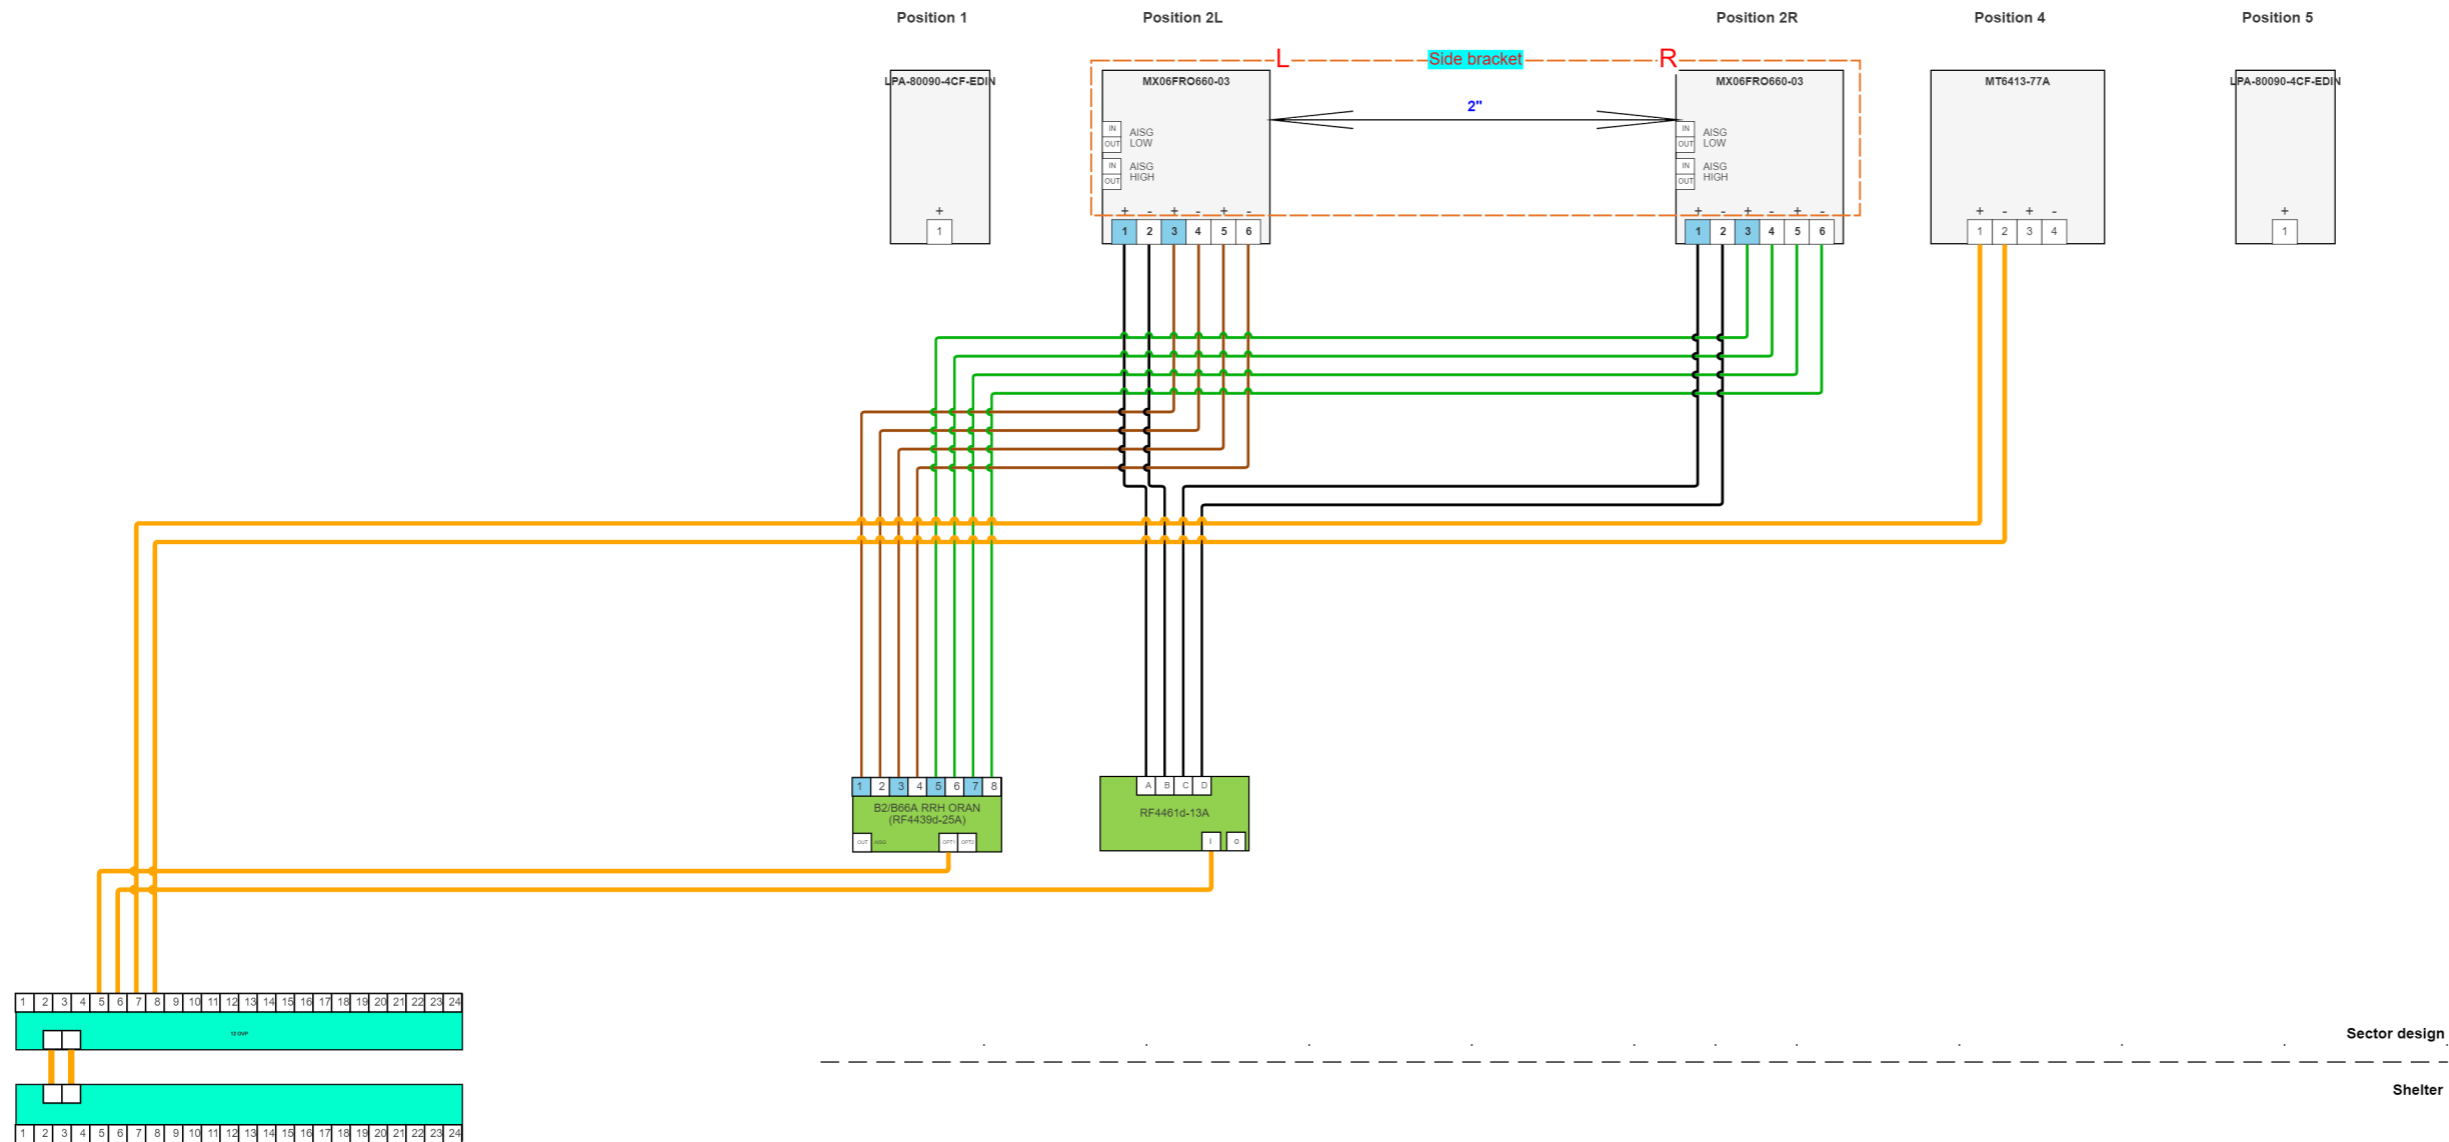 Position 1 Position 2L Position 2R Position 4 Position 5
L Side bracket R
LPA-80090-4CF-EDIN MX06FRO660-03 MX06FRO660-03 MT6413-77A LPA-80090-4CF-EDIN
2"
IN IN
AISG AISG
OUT LOW OUT LOW
IN AISG IN AISG
OUT HIGH OUT HIGH
+ + - + - + - + - + - + - + - + - +
1 1 2 3 4 5 6 1 2 3 4 5 6 1 2 3 4 1
1 2 3 4 5 6 7 8 A B C D
B2/B66A RRH ORAN
(RF4439d-25A)
RF4461d-13A
OUT AISG OPT1 OPT2 I O
1 2 3 4 5 6 7 8 9 10 11 12 13 14 15 16 17 18 19 20 21 22 23 24
12 OVP
Sector design
Shelter
1 2 3 4 5 6 7 8 9 10 11 12 13 14 15 16 17 18 19 20 21 22 23 24